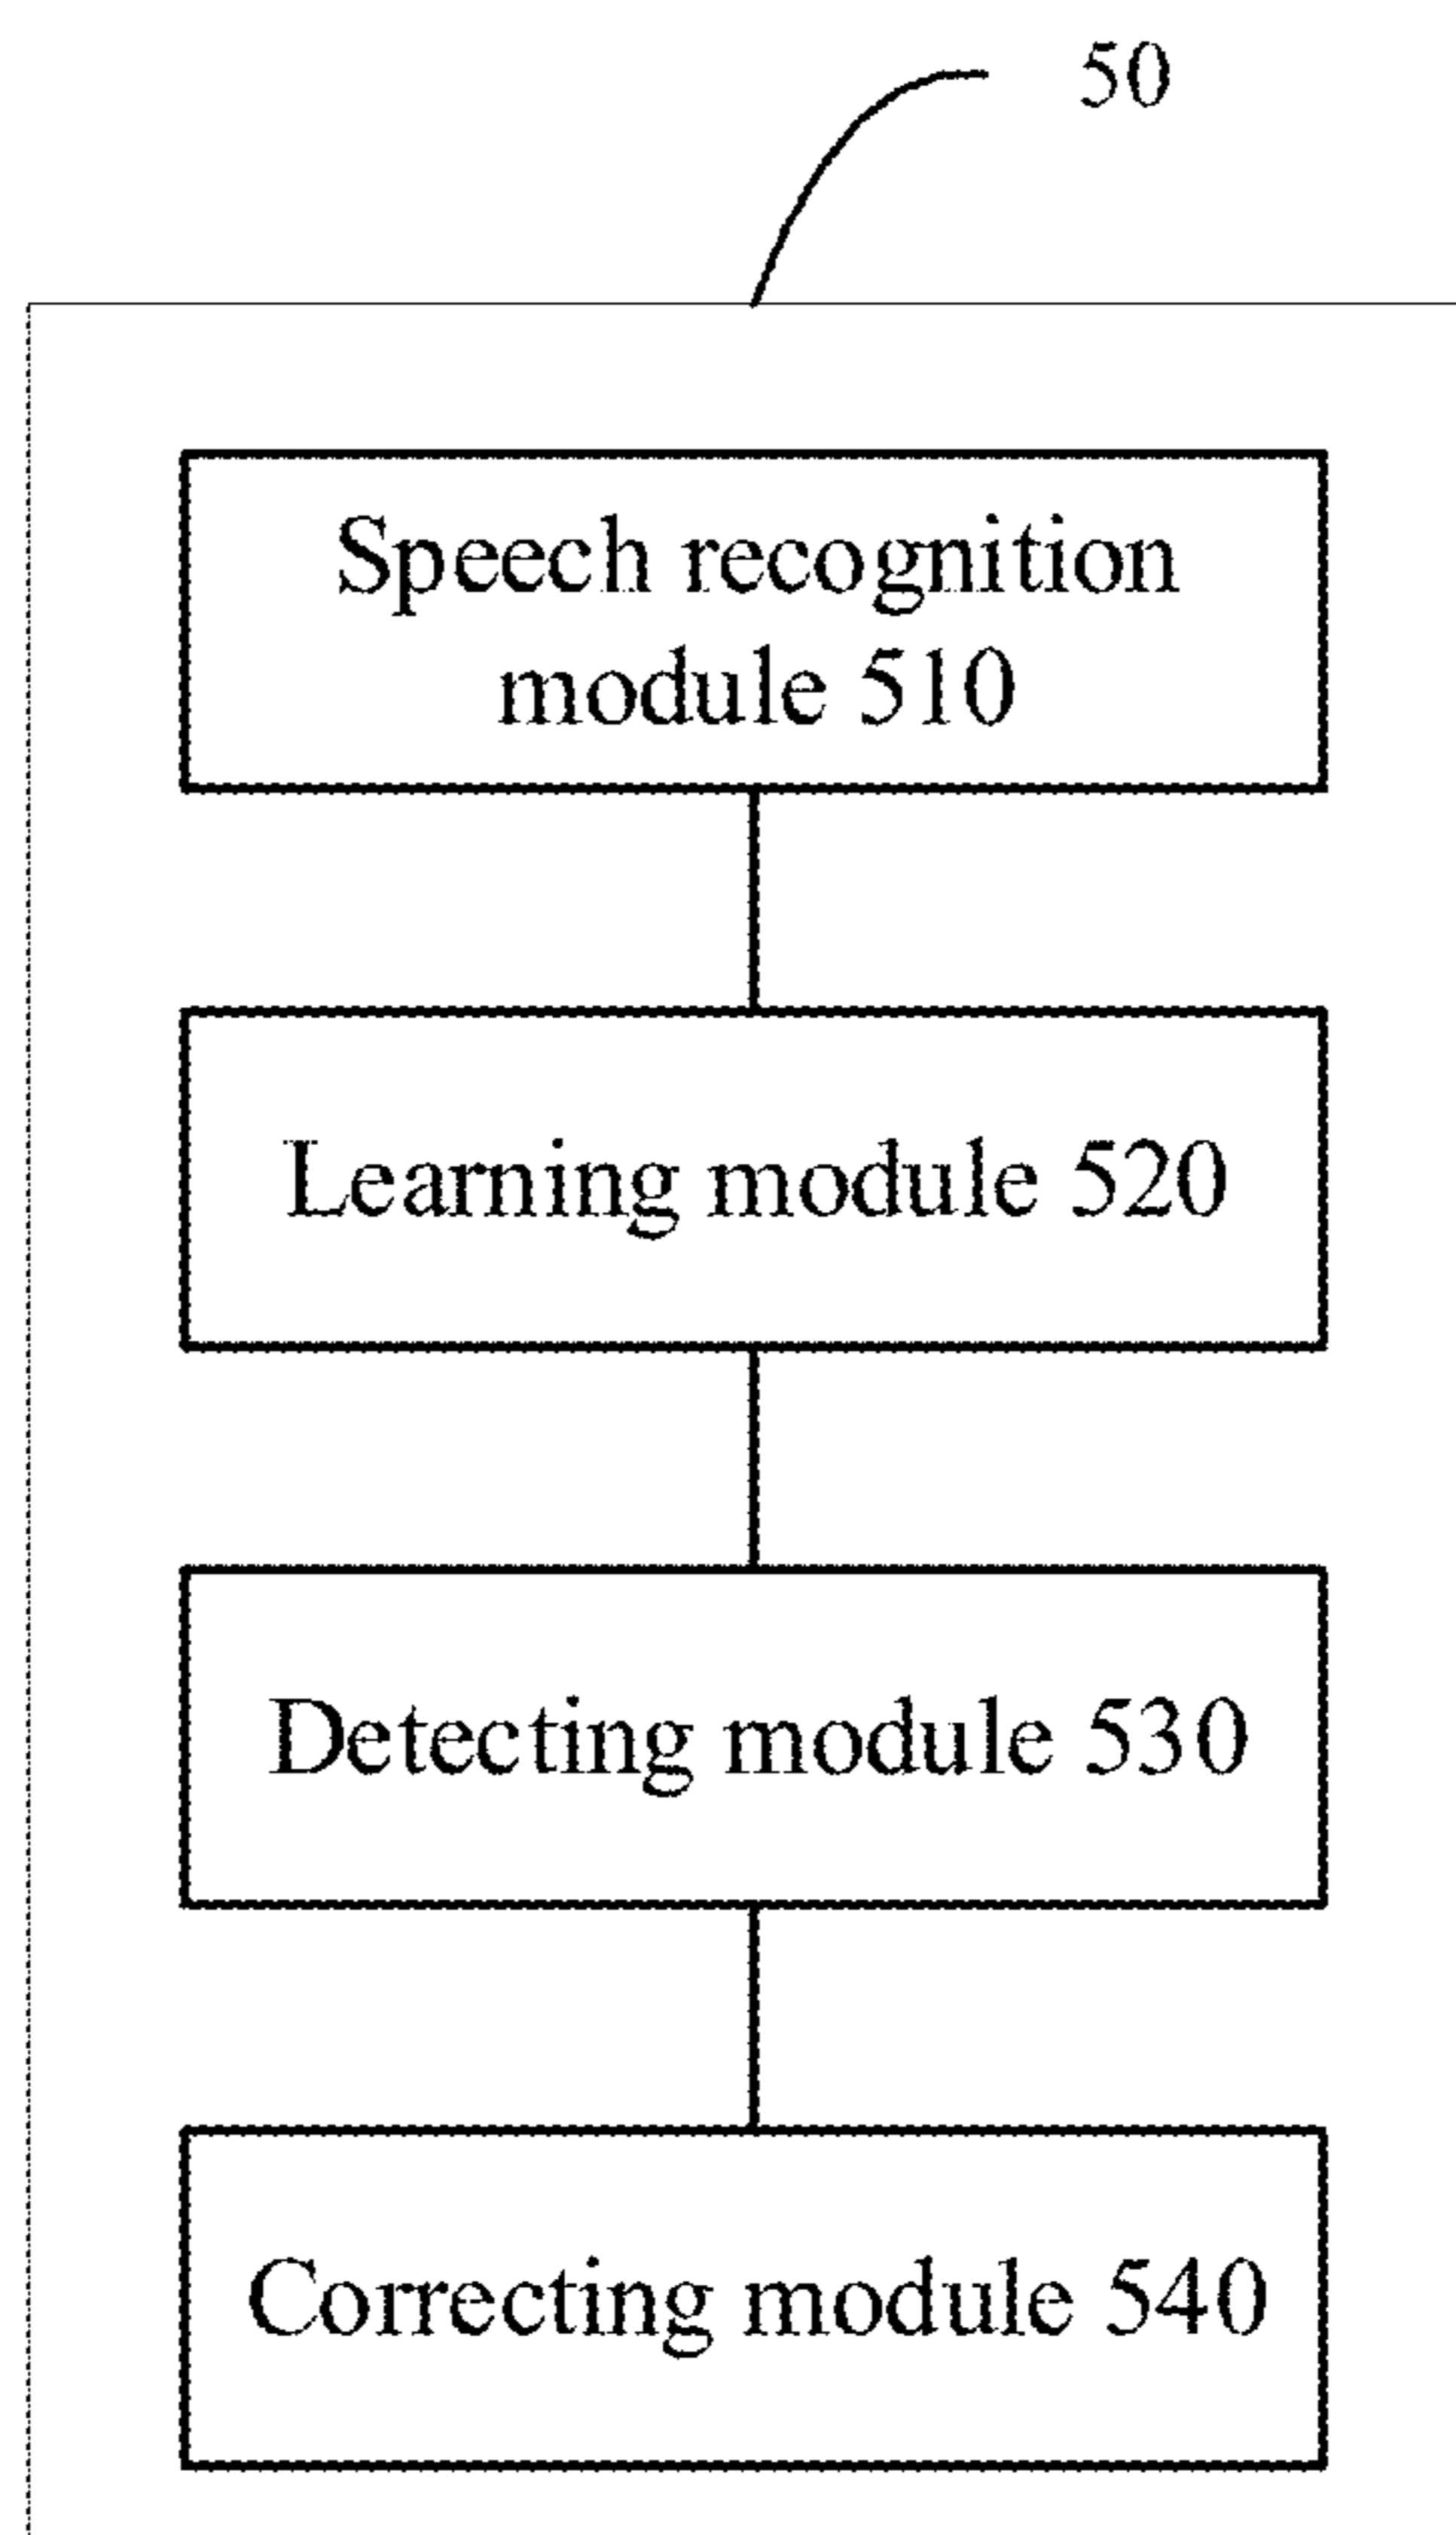 50
Speech recognition
module 510
Learning module 520
Detecting module 530
Correcting module 540